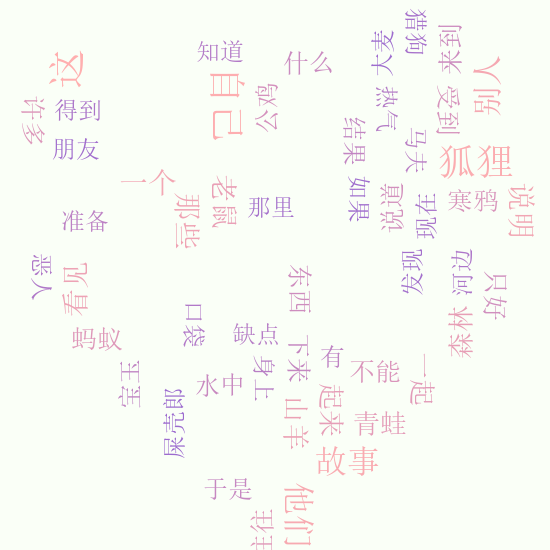 猎狗
来到
大麦
这
知道
什么
别人
自己
许多
得到
公鸡
热气
受到
结果
马夫
朋友
狐狸
一个
老鼠
如果
说道
那些
那里
现在
寒鸦
说明
准备
恶人
看见
东西
发现
河边
只好
口袋
缺点
森林
蚂蚁
下来
有
宝玉
水中
身上
不能
一起
屎壳郎
山羊
起来
青蛙
故事
于是
他们
往往